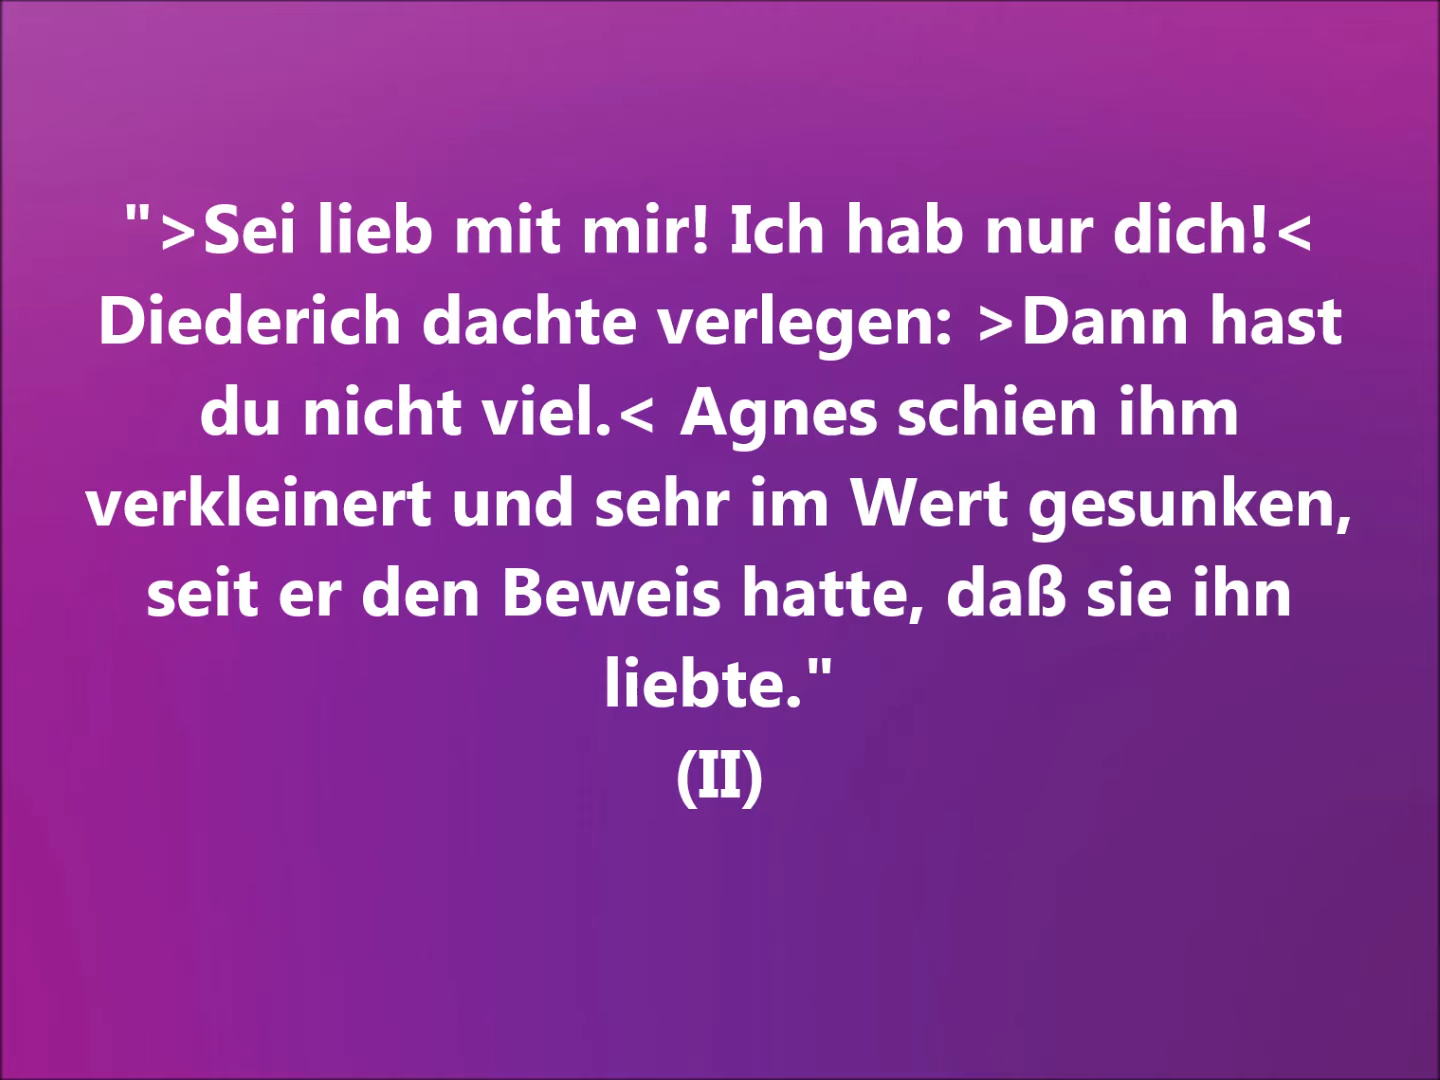 ">Sei lieb mit mir! Ich hab nur dich!<
Diederich dachte verlegen: >Dann hast
du nicht viel.< Agnes schien ihm
verkleinert und sehr im Wert gesunken,
seit er den Beweis hatte, daß sie ihn
liebte."
(II)